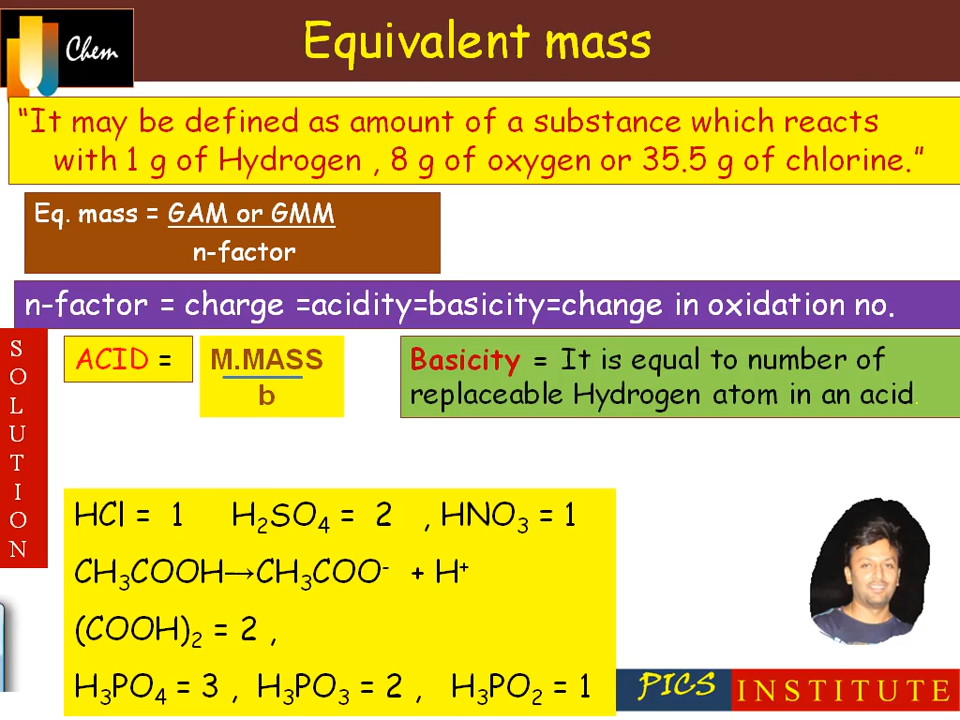 Chem
Equivalent mass
“It may be defined as amount of a substance which reacts
with 1 g of Hydrogen , 8 g of oxygen or 35.5 g of chlorine.”
Eq. mass = GAM or GMM
n-factor
n-factor = charge =acidity=basicity=change in oxidation no.
SOLUTION
ACID =
M.MASS
b
Basicity = It is equal to number of
replaceable Hydrogen atom in an acid.
HCl = 1 H₂SO₄ = 2 , HNO₃ = 1
CH₃COOH→CH₃COO⁻ + H⁺
(COOH)₂ = 2 ,
H₃PO₄ = 3 , H₃PO₃ = 2 , H₃PO₂ = 1
PICS INSTITUTE